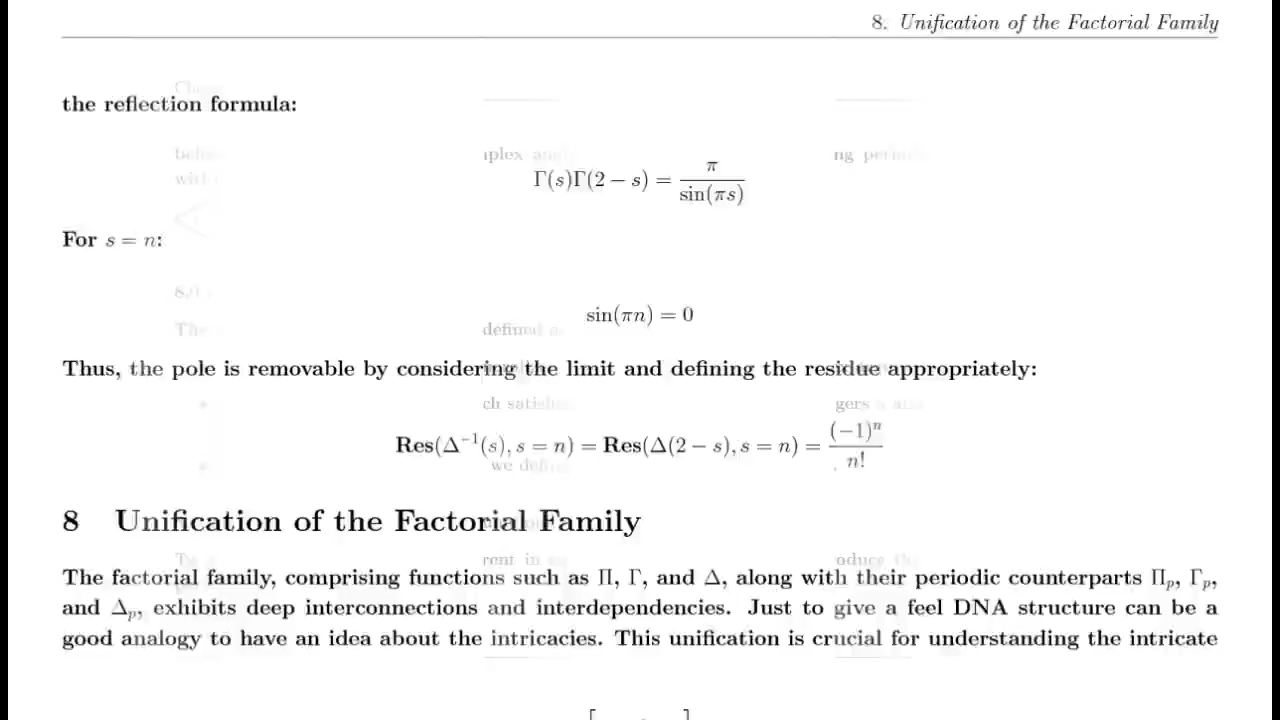 8. Unification of the Factorial Family
the reflection formula:
Γ(s)Γ(2 − s) = π / sin(πs)
For s = n:
sin(πn) = 0
Thus, the pole is removable by considering the limit and defining the residue appropriately:
Res(Δ⁻¹(s), s = n) = Res(Δ(2 − s), s = n) = (−1)ⁿ / n!
8 Unification of the Factorial Family
The factorial family, comprising functions such as Π, Γ, and Δ, along with their periodic counterparts Πₚ, Γₚ,
and Δₚ, exhibits deep interconnections and interdependencies. Just to give a feel DNA structure can be a
good analogy to have an idea about the intricacies. This unification is crucial for understanding the intricate